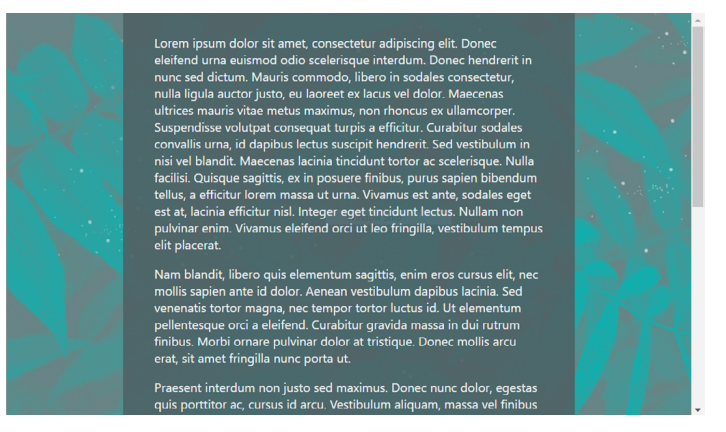 Lorem ipsum dolor sit amet, consectetur adipiscing elit. Donec
eleifend urna euismod odio scelerisque interdum. Donec hendrerit in
nunc sed dictum. Mauris commodo, libero in sodales consectetur,
nulla ligula auctor justo, eu laoreet ex lacus vel dolor. Maecenas
ultrices mauris vitae metus maximus, non rhoncus ex ullamcorper.
Suspendisse volutpat consequat turpis a efficitur. Curabitur sodales
convallis urna, id dapibus lectus suscipit hendrerit. Sed vestibulum in
nisi vel blandit. Maecenas lacinia tincidunt tortor ac scelerisque. Nulla
facilisi. Quisque sagittis, ex in posuere finibus, purus sapien bibendum
tellus, a efficitur lorem massa ut urna. Vivamus est ante, sodales eget
est at, lacinia efficitur nisl. Integer eget tincidunt lectus. Nullam non
pulvinar enim. Vivamus eleifend orci ut leo fringilla, vestibulum tempus
elit placerat.
Nam blandit, libero quis elementum sagittis, enim eros cursus elit, nec
mollis sapien ante id dolor. Aenean vestibulum dapibus lacinia. Sed
venenatis tortor magna, nec tempor tortor luctus id. Ut elementum
pellentesque orci a eleifend. Curabitur gravida massa in dui rutrum
finibus. Morbi ornare pulvinar dolor at tristique. Donec mollis arcu
erat, sit amet fringilla nunc porta ut.
Praesent interdum non justo sed maximus. Donec nunc dolor, egestas
quis porttitor ac, cursus id arcu. Vestibulum aliquam, massa vel finibus